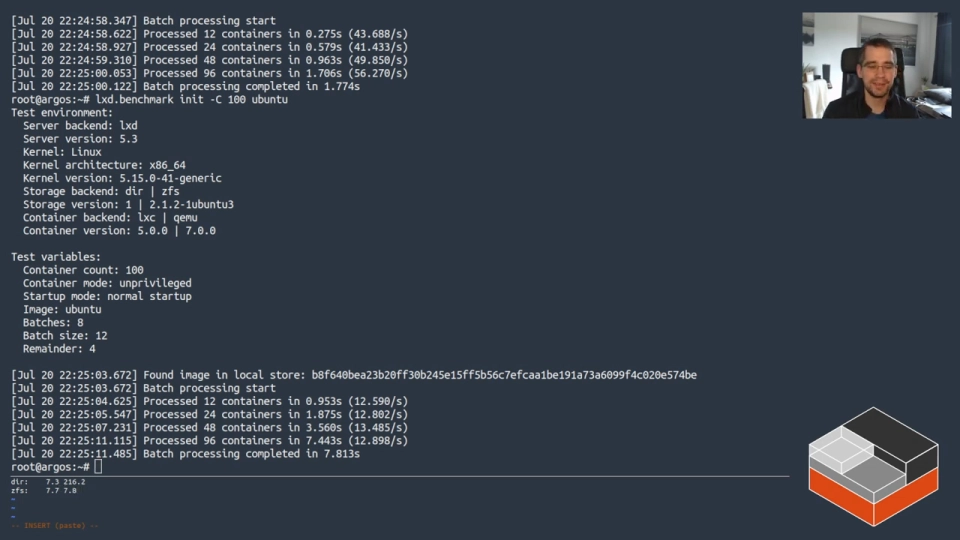 [Jul 20 22:24:58.347] Batch processing start
[Jul 20 22:24:58.622] Processed 12 containers in 0.275s (43.688/s)
[Jul 20 22:24:58.927] Processed 24 containers in 0.579s (41.433/s)
[Jul 20 22:24:59.310] Processed 48 containers in 0.963s (49.850/s)
[Jul 20 22:25:00.053] Processed 96 containers in 1.706s (56.270/s)
[Jul 20 22:25:00.122] Batch processing completed in 1.774s
root@argos:~# lxd.benchmark init -C 100 ubuntu
Test environment:
  Server backend: lxd
  Server version: 5.3
  Kernel: Linux
  Kernel architecture: x86_64
  Kernel version: 5.15.0-41-generic
  Storage backend: dir | zfs
  Storage version: 1 | 2.1.2-1ubuntu3
  Container backend: lxc | qemu
  Container version: 5.0.0 | 7.0.0
Test variables:
  Container count: 100
  Container mode: unprivileged
  Startup mode: normal startup
  Image: ubuntu
  Batches: 8
  Batch size: 12
  Remainder: 4
[Jul 20 22:25:03.672] Found image in local store: b8f640bea23b20ff30b245e15ff5b56c7efcaa1be191a73a6099f4c020e574be
[Jul 20 22:25:03.672] Batch processing start
[Jul 20 22:25:04.625] Processed 12 containers in 0.953s (12.590/s)
[Jul 20 22:25:05.547] Processed 24 containers in 1.875s (12.802/s)
[Jul 20 22:25:07.231] Processed 48 containers in 3.560s (13.485/s)
[Jul 20 22:25:11.115] Processed 96 containers in 7.443s (12.898/s)
[Jul 20 22:25:11.485] Batch processing completed in 7.813s
root@argos:~#
dir: 7.3 216.2
zfs: 7.7 7.8
~
~
~
-- INSERT (paste) --